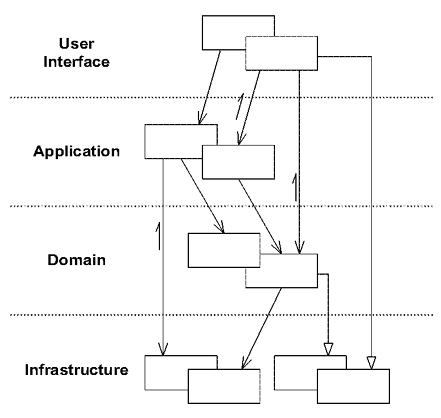 User
Interface
Application
Domain
Infrastructure